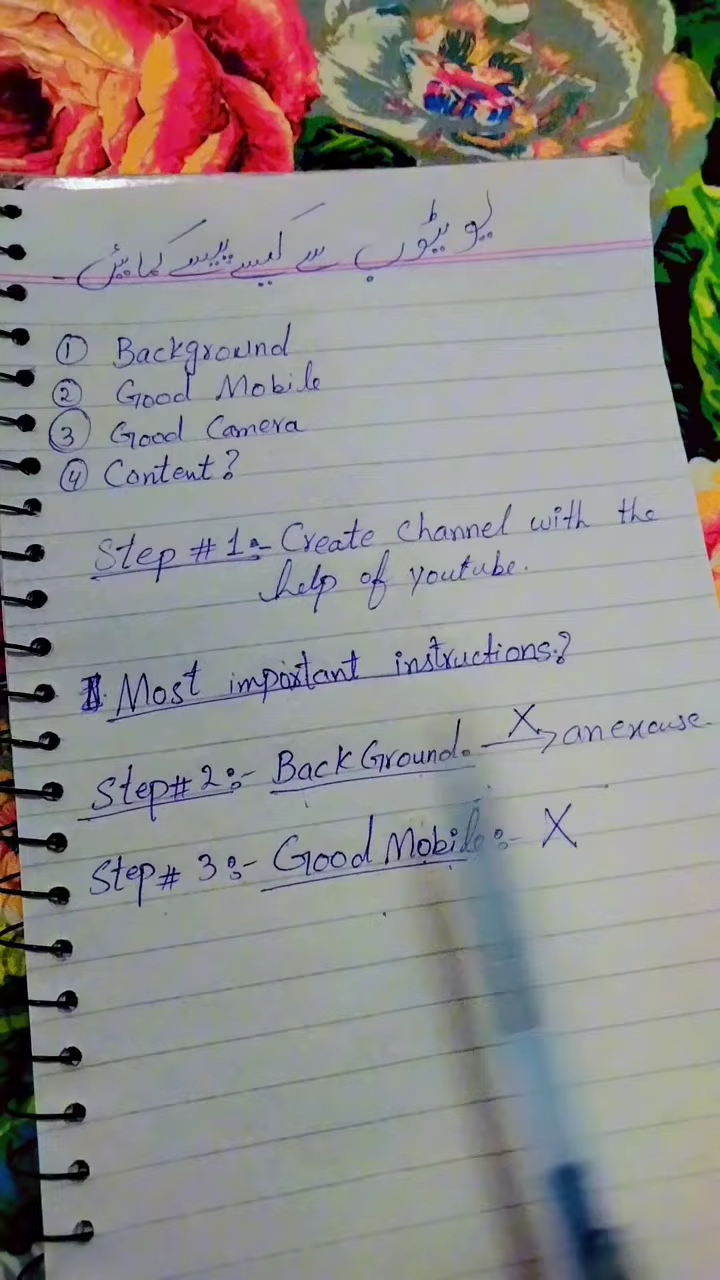 یوٹیوب سے کیسے پیسے کمائیں۔
① Background
② Good Mobile
③ Good Camera
④ Content?
Step # 1:- Create channel with the
help of youtube.
Most important instructions:?
Step# 2:- BackGround. X → an excuse.
Step# 3:- Good Mobile:- X